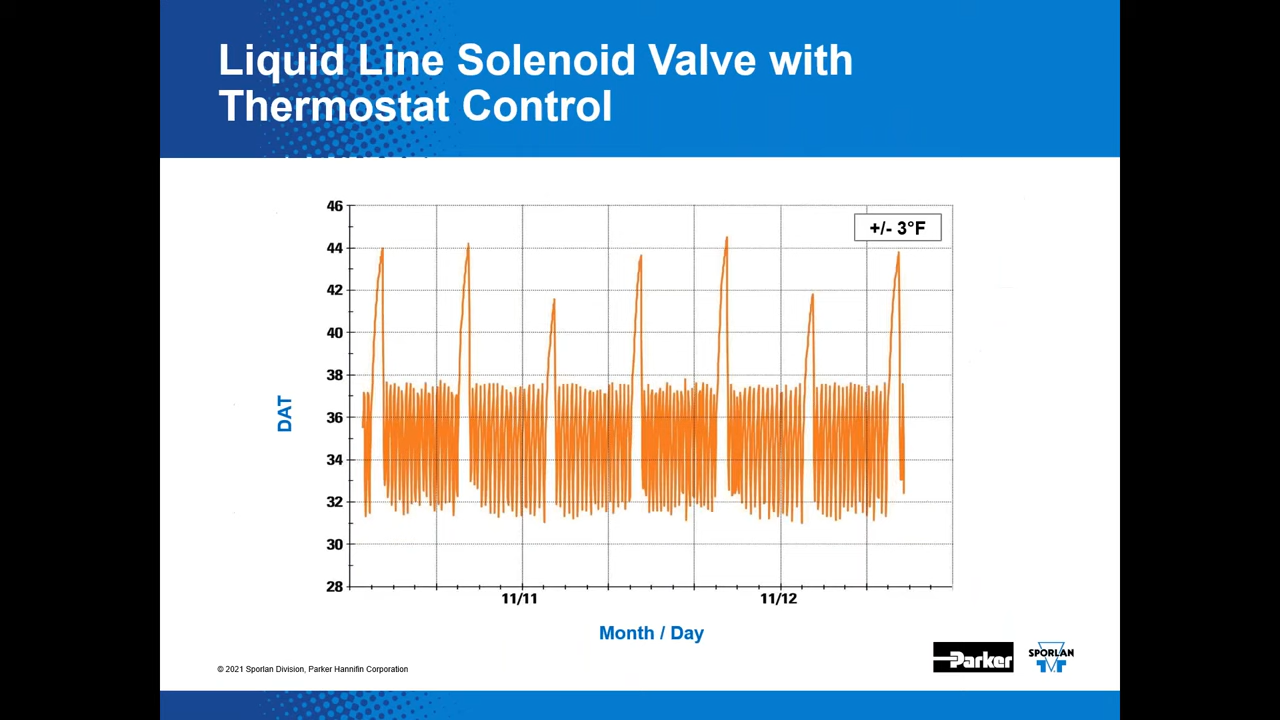 Liquid Line Solenoid Valve with
Thermostat Control
46
+/- 3°F
44
42
40
38
DAT
36
34
32
30
28
11/11
11/12
Month / Day
© 2021 Sporlan Division, Parker Hannifin Corporation
Parker
SPORLAN